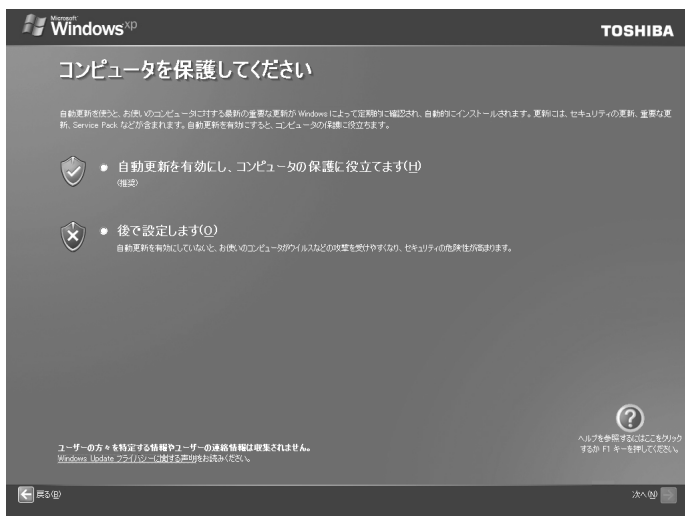 Microsoft
Windows xp
TOSHIBA
コンピュータを保護してください
自動更新を使うと、お使いのコンピュータに対する最新の重要な更新が Windows によって定期的に確認され、自動的にインストールされます。更新には、セキュリティの更新、重要な更
新、Service Pack などが含まれます。自動更新を有効にすると、コンピュータの保護に役立ちます。
自動更新を有効にし、コンピュータの保護に役立てます(H)
(推奨)
後で設定します(O)
自動更新を有効にしていないと、お使いのコンピュータがウイルスなどの攻撃を受けやすくなり、セキュリティの危険性が高まります。
ユーザーの方々を特定する情報やユーザーの連絡情報は収集されません。
Windows Update プライバシーに関する声明をお読みください。
?
ヘルプを参照するにはここをクリック
するか F1 キーを押してください。
戻る(B)
次へ(N)